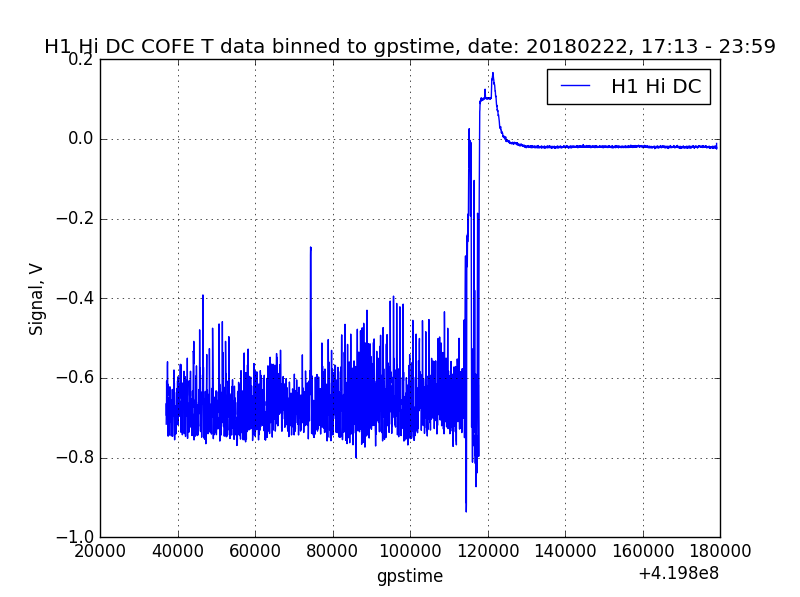 H1 Hi DC COFE T data binned to gpstime, date: 20180222, 17:13 - 23:59
0.2
H1 Hi DC
0.0
−0.2
Signal, V
−0.4
−0.6
−0.8
−1.0
20000 40000 60000 80000 100000 120000 140000 160000 180000
gpstime
+4.198e8